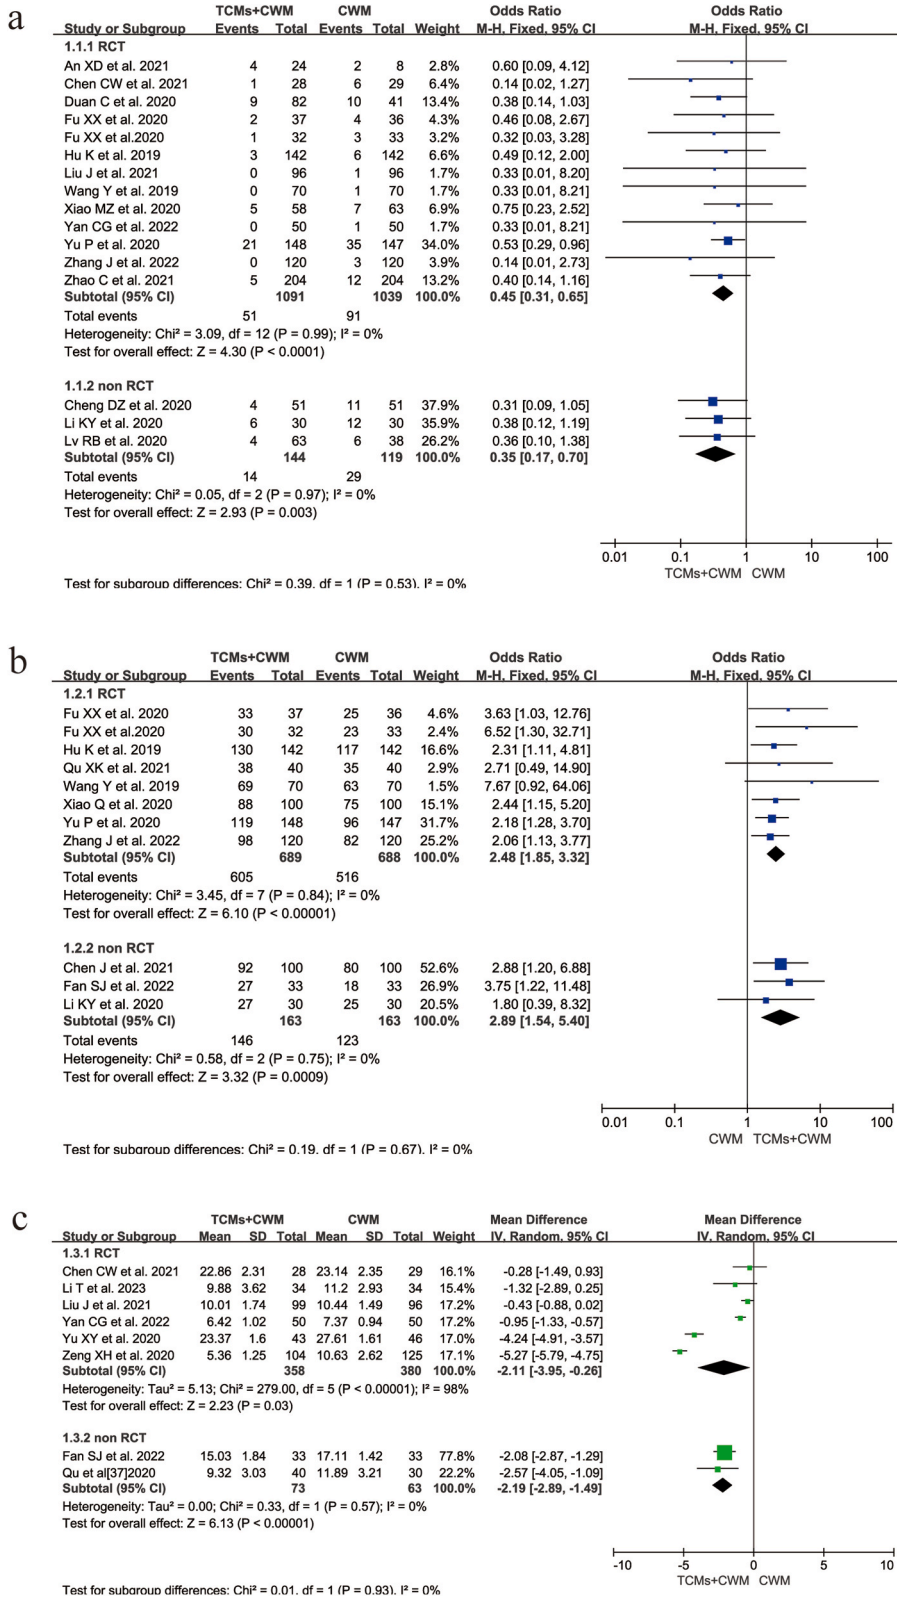 a
TCMs+CWM CWM Odds Ratio Odds Ratio
Study or Subgroup Events Total Events Total Weight M-H, Fixed, 95% CI M-H, Fixed, 95% CI
1.1.1 RCT
An XD et al. 2021 4 24 2 8 2.8% 0.60 [0.09, 4.12]
Chen CW et al. 2021 1 28 6 29 6.4% 0.14 [0.02, 1.27]
Duan C et al. 2020 9 82 10 41 13.4% 0.38 [0.14, 1.03]
Fu XX et al. 2020 2 37 4 36 4.3% 0.46 [0.08, 2.67]
Fu XX et al.2020 1 32 3 33 3.2% 0.32 [0.03, 3.28]
Hu K et al. 2019 3 142 6 142 6.6% 0.49 [0.12, 2.00]
Liu J et al. 2021 0 96 1 96 1.7% 0.33 [0.01, 8.20]
Wang Y et al. 2019 0 70 1 70 1.7% 0.33 [0.01, 8.21]
Xiao MZ et al. 2020 5 58 7 63 6.9% 0.75 [0.23, 2.52]
Yan CG et al. 2022 0 50 1 50 1.7% 0.33 [0.01, 8.21]
Yu P et al. 2020 21 148 35 147 34.0% 0.53 [0.29, 0.96]
Zhang J et al. 2022 0 120 3 120 3.9% 0.14 [0.01, 2.73]
Zhao C et al. 2021 5 204 12 204 13.2% 0.40 [0.14, 1.16]
Subtotal (95% CI) 1091 1039 100.0% 0.45 [0.31, 0.65]
Total events 51 91
Heterogeneity: Chi² = 3.09, df = 12 (P = 0.99); I² = 0%
Test for overall effect: Z = 4.30 (P < 0.0001)
1.1.2 non RCT
Cheng DZ et al. 2020 4 51 11 51 37.9% 0.31 [0.09, 1.05]
Li KY et al. 2020 6 30 12 30 35.9% 0.38 [0.12, 1.19]
Lv RB et al. 2020 4 63 6 38 26.2% 0.36 [0.10, 1.38]
Subtotal (95% CI) 144 119 100.0% 0.35 [0.17, 0.70]
Total events 14 29
Heterogeneity: Chi² = 0.05, df = 2 (P = 0.97); I² = 0%
Test for overall effect: Z = 2.93 (P = 0.003)
0.01 0.1 1 10 100
TCMs+CWM CWM
Test for subgroup differences: Chi² = 0.39, df = 1 (P = 0.53), I² = 0%
b
TCMs+CWM CWM Odds Ratio Odds Ratio
Study or Subgroup Events Total Events Total Weight M-H, Fixed, 95% CI M-H, Fixed, 95% CI
1.2.1 RCT
Fu XX et al. 2020 33 37 25 36 4.6% 3.63 [1.03, 12.76]
Fu XX et al.2020 30 32 23 33 2.4% 6.52 [1.30, 32.71]
Hu K et al. 2019 130 142 117 142 16.6% 2.31 [1.11, 4.81]
Qu XK et al. 2021 38 40 35 40 2.9% 2.71 [0.49, 14.90]
Wang Y et al. 2019 69 70 63 70 1.5% 7.67 [0.92, 64.06]
Xiao Q et al. 2020 88 100 75 100 15.1% 2.44 [1.15, 5.20]
Yu P et al. 2020 119 148 96 147 31.7% 2.18 [1.28, 3.70]
Zhang J et al. 2022 98 120 82 120 25.2% 2.06 [1.13, 3.77]
Subtotal (95% CI) 689 688 100.0% 2.48 [1.85, 3.32]
Total events 605 516
Heterogeneity: Chi² = 3.45, df = 7 (P = 0.84); I² = 0%
Test for overall effect: Z = 6.10 (P < 0.00001)
1.2.2 non RCT
Chen J et al. 2021 92 100 80 100 52.6% 2.88 [1.20, 6.88]
Fan SJ et al. 2022 27 33 18 33 26.9% 3.75 [1.22, 11.48]
Li KY et al. 2020 27 30 25 30 20.5% 1.80 [0.39, 8.32]
Subtotal (95% CI) 163 163 100.0% 2.89 [1.54, 5.40]
Total events 146 123
Heterogeneity: Chi² = 0.58, df = 2 (P = 0.75); I² = 0%
Test for overall effect: Z = 3.32 (P = 0.0009)
0.01 0.1 1 10 100
CWM TCMs+CWM
Test for subgroup differences: Chi² = 0.19, df = 1 (P = 0.67), I² = 0%
c
TCMs+CWM CWM Mean Difference Mean Difference
Study or Subgroup Mean SD Total Mean SD Total Weight IV, Random, 95% CI IV, Random, 95% CI
1.3.1 RCT
Chen CW et al. 2021 22.86 2.31 28 23.14 2.35 29 16.1% -0.28 [-1.49, 0.93]
Li T et al. 2023 9.88 3.62 34 11.2 2.93 34 15.4% -1.32 [-2.89, 0.25]
Liu J et al. 2021 10.01 1.74 99 10.44 1.49 96 17.2% -0.43 [-0.88, 0.02]
Yan CG et al. 2022 6.42 1.02 50 7.37 0.94 50 17.2% -0.95 [-1.33, -0.57]
Yu XY et al. 2020 23.37 1.6 43 27.61 1.61 46 17.0% -4.24 [-4.91, -3.57]
Zeng XH et al. 2020 5.36 1.25 104 10.63 2.62 125 17.1% -5.27 [-5.79, -4.75]
Subtotal (95% CI) 358 380 100.0% -2.11 [-3.95, -0.26]
Heterogeneity: Tau² = 5.13; Chi² = 279.00, df = 5 (P < 0.00001); I² = 98%
Test for overall effect: Z = 2.23 (P = 0.03)
1.3.2 non RCT
Fan SJ et al. 2022 15.03 1.84 33 17.11 1.42 33 77.8% -2.08 [-2.87, -1.29]
Qu et al[37]2020 9.32 3.03 40 11.89 3.21 30 22.2% -2.57 [-4.05, -1.09]
Subtotal (95% CI) 73 63 100.0% -2.19 [-2.89, -1.49]
Heterogeneity: Tau² = 0.00; Chi² = 0.33, df = 1 (P = 0.57); I² = 0%
Test for overall effect: Z = 6.13 (P < 0.00001)
-10 -5 0 5 10
TCMs+CWM CWM
Test for subgroup differences: Chi² = 0.01, df = 1 (P = 0.93), I² = 0%